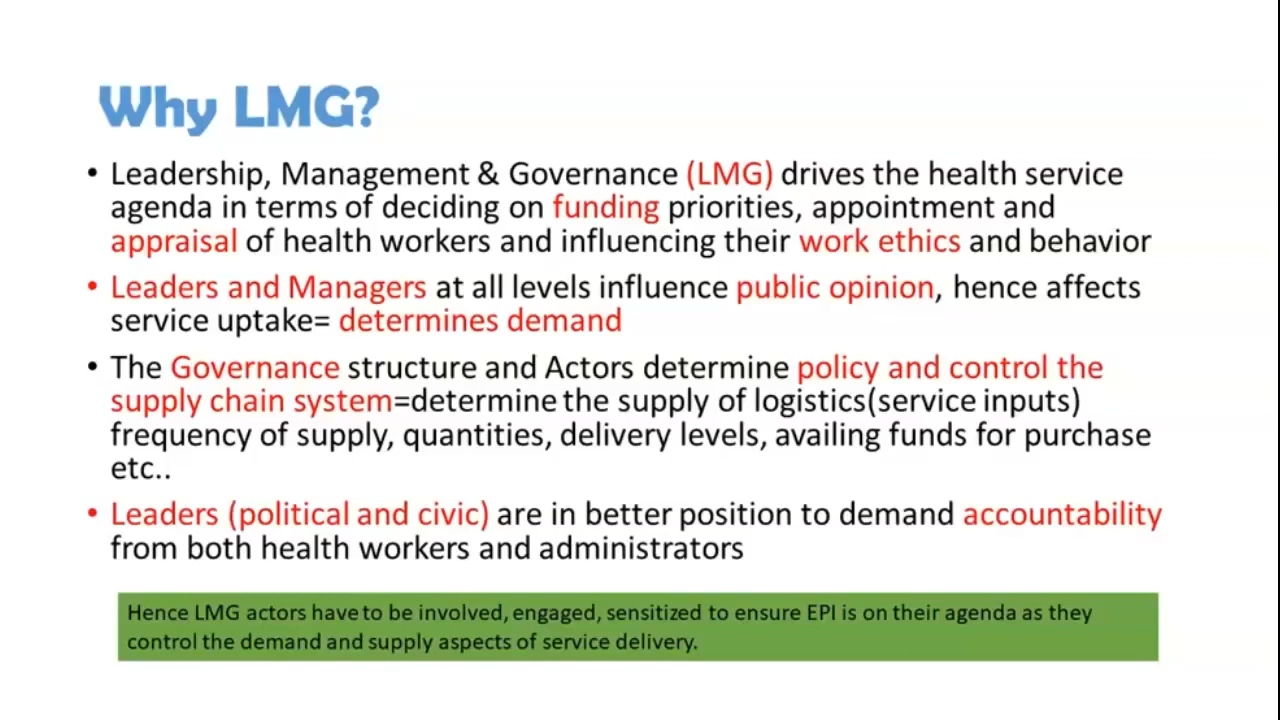 Why LMG?
• Leadership, Management & Governance (LMG) drives the health service
agenda in terms of deciding on funding priorities, appointment and
appraisal of health workers and influencing their work ethics and behavior
• Leaders and Managers at all levels influence public opinion, hence affects
service uptake= determines demand
• The Governance structure and Actors determine policy and control the
supply chain system=determine the supply of logistics(service inputs)
frequency of supply, quantities, delivery levels, availing funds for purchase
etc..
• Leaders (political and civic) are in better position to demand accountability
from both health workers and administrators
Hence LMG actors have to be involved, engaged, sensitized to ensure EPI is on their agenda as they
control the demand and supply aspects of service delivery.